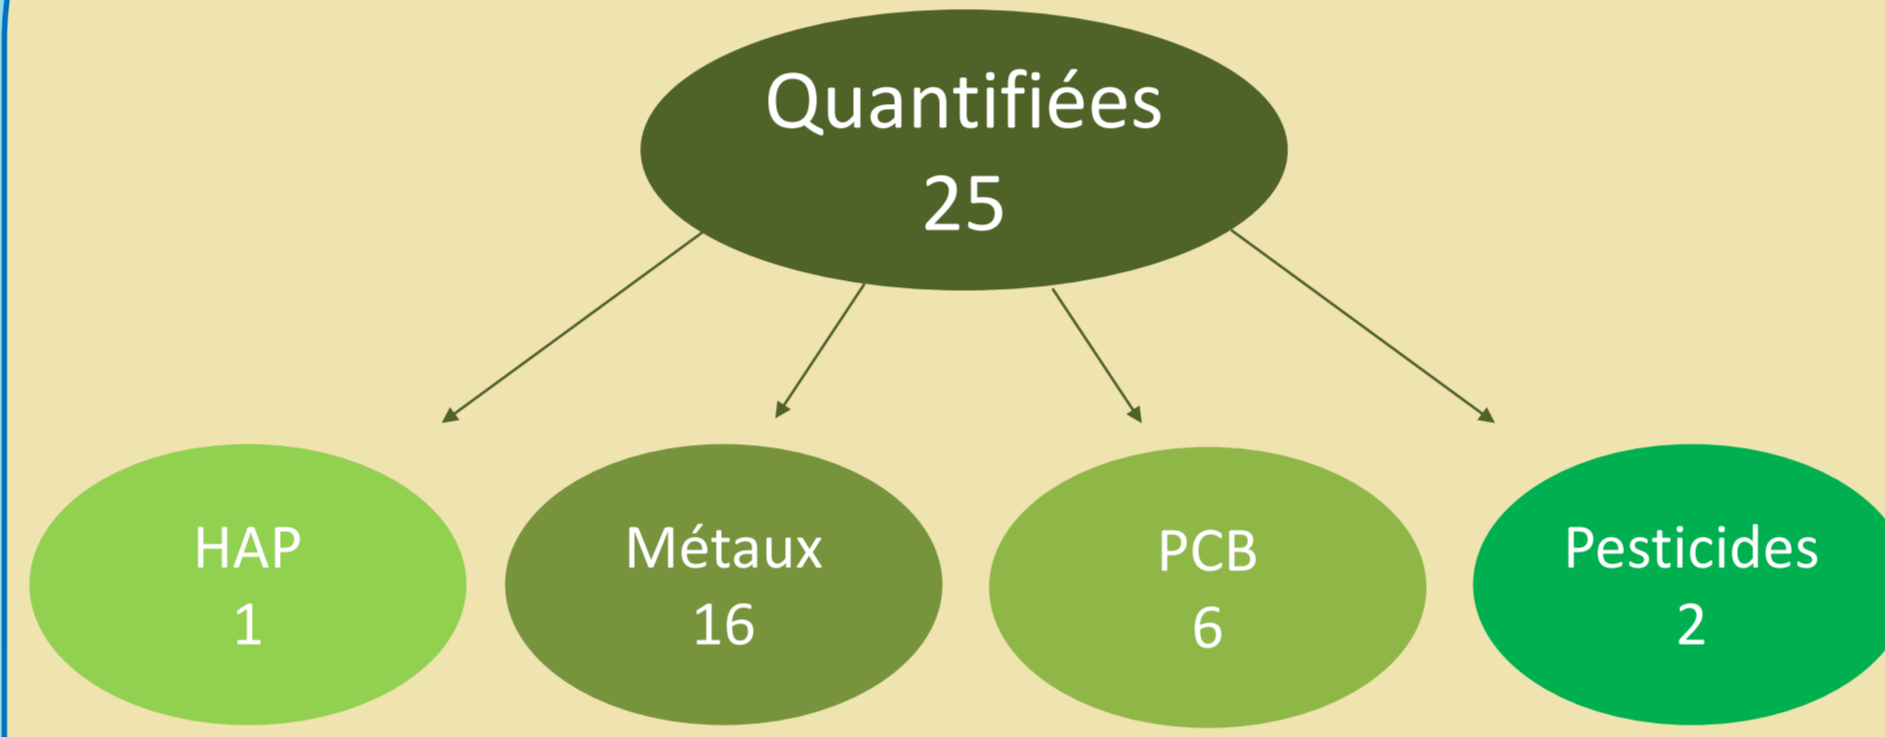 Quantifiées
25
HAP
1
Métaux
16
PCB
6
Pesticides
2